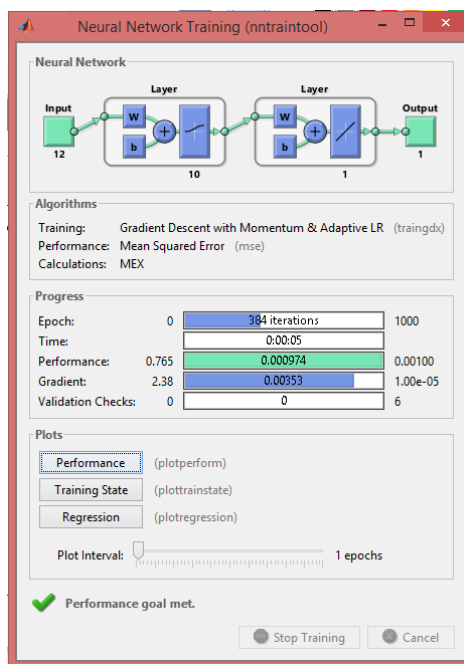 Neural Network Training (nntraintool)
Neural Network
Layer Layer
Input W W Output
b b
12 10 1 1
Algorithms
Training: Gradient Descent with Momentum & Adaptive LR (traingdx)
Performance: Mean Squared Error (mse)
Calculations: MEX
Progress
Epoch: 0 384 iterations 1000
Time: 0:00:05
Performance: 0.765 0.000974 0.00100
Gradient: 2.38 0.00353 1.00e-05
Validation Checks: 0 0 6
Plots
Performance (plotperform)
Training State (plottrainstate)
Regression (plotregression)
Plot Interval: 1 epochs
Performance goal met.
Stop Training Cancel